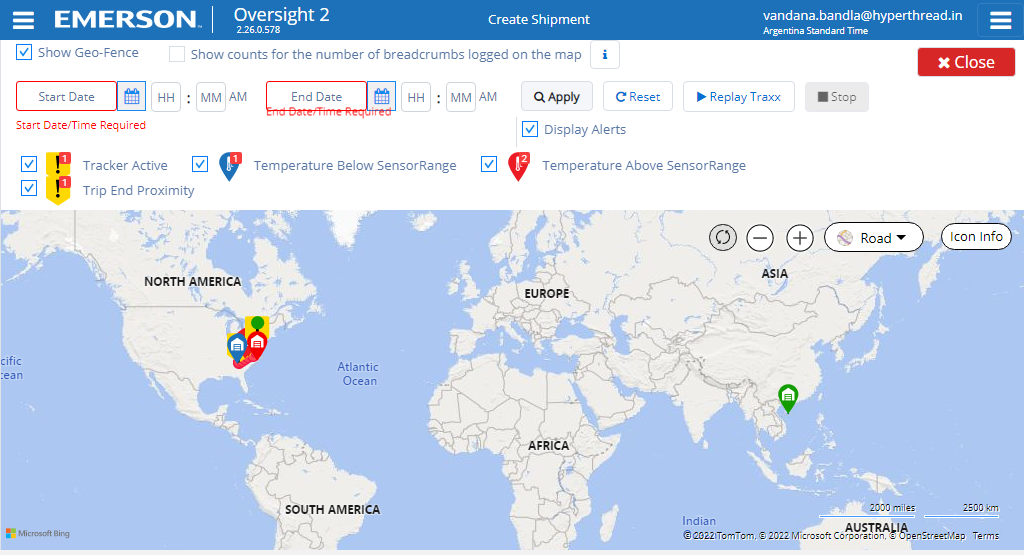 EMERSON
Oversight 2
2.26.0.578
Create Shipment
vandana.bandla@hyperthread.in
Argentina Standard Time
Show Geo-Fence
Show counts for the number of breadcrumbs logged on the map
i
Close
Start Date
HH : MM AM
End Date
HH : MM AM
Apply
Reset
Replay Traxx
Stop
End Date/Time Required
Start Date/Time Required
Display Alerts
1 Tracker Active
1 Temperature Below SensorRange
2 Temperature Above SensorRange
1 Trip End Proximity
Road
Icon Info
NORTH AMERICA
ASIA
EUROPE
cific
cean
Atlantic
Ocean
AFRICA
SOUTH AMERICA
2000 miles
2500 km
Indian
AUSTRALIA
Microsoft Bing
© 2022 TomTom, © 2022 Microsoft Corporation, © OpenStreetMap Terms